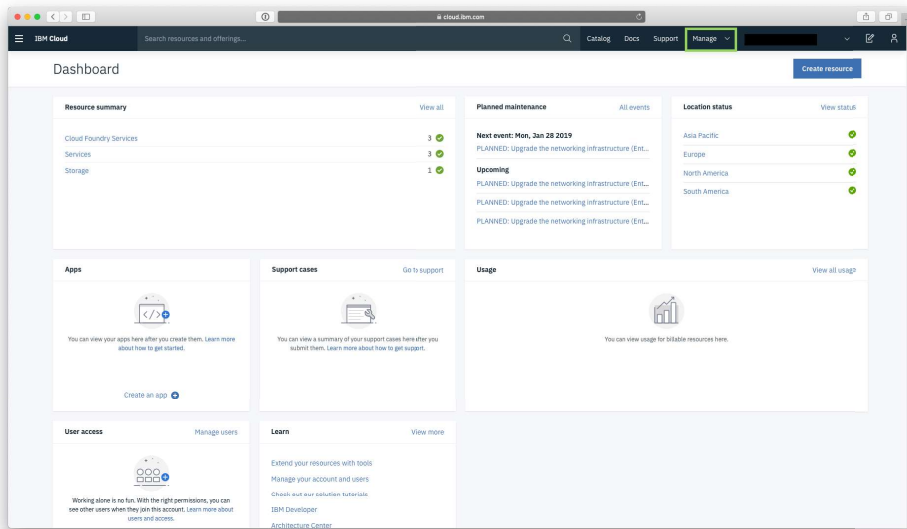 cloud.ibm.com
IBM Cloud
Search resources and offerings...
Catalog
Docs
Support
Manage
Dashboard
Create resource
Resource summary
View all
Cloud Foundry Services
3
Services
3
Storage
1
Planned maintenance
All events
Next event: Mon, Jan 28 2019
PLANNED: Upgrade the networking infrastructure (Ent...
Upcoming
PLANNED: Upgrade the networking infrastructure (Ent...
PLANNED: Upgrade the networking infrastructure (Ent...
PLANNED: Upgrade the networking infrastructure (Ent...
Location status
View status
Asia Pacific
Europe
North America
South America
Apps
You can view your apps here after you create them. Learn more
about how to get started.
Create an app
Support cases
Go to support
You can view a summary of your support cases here after you
submit them. Learn more about how to get support.
Usage
View all usage
You can view usage for billable resources here.
User access
Manage users
Working alone is no fun. With the right permissions, you can
see other users when they join this account. Learn more about
users and access.
Learn
View more
Extend your resources with tools
Manage your account and users
Check out our solution tutorials
IBM Developer
Architecture Center